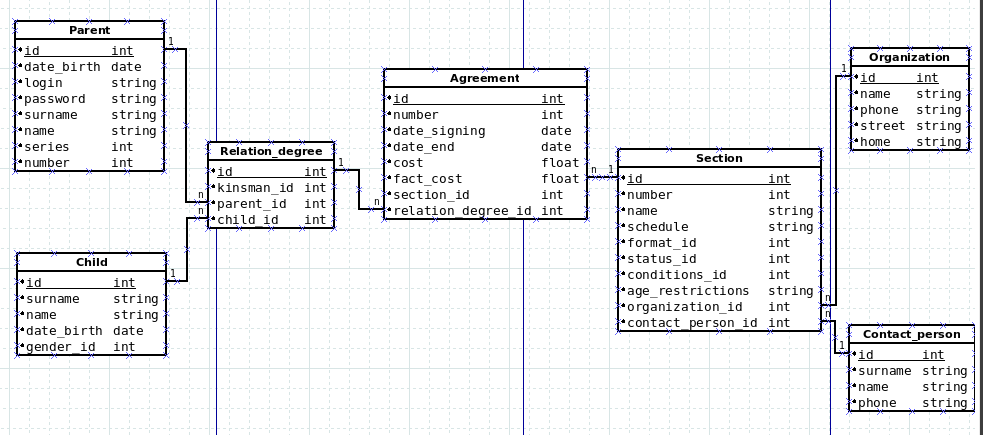 Parent
id int
date_birth date
login string
password string
surname string
name string
series int
number int
1
Relation_degree
id int
kinsman_id int
parent_id int
child_id int
n
n
1
Child
id int
surname string
name string
date_birth date
gender_id int
1
Agreement
id int
number int
date_signing date
date_end date
cost float
fact_cost float
section_id int
relation_degree_id int
n
n
1
Section
id int
number int
name string
schedule string
format_id int
status_id int
conditions_id int
age_restrictions string
organization_id int
contact_person_id int
n
n
Organization
id int
name string
phone string
street string
home string
1
Contact_person
id int
surname string
name string
phone string
1